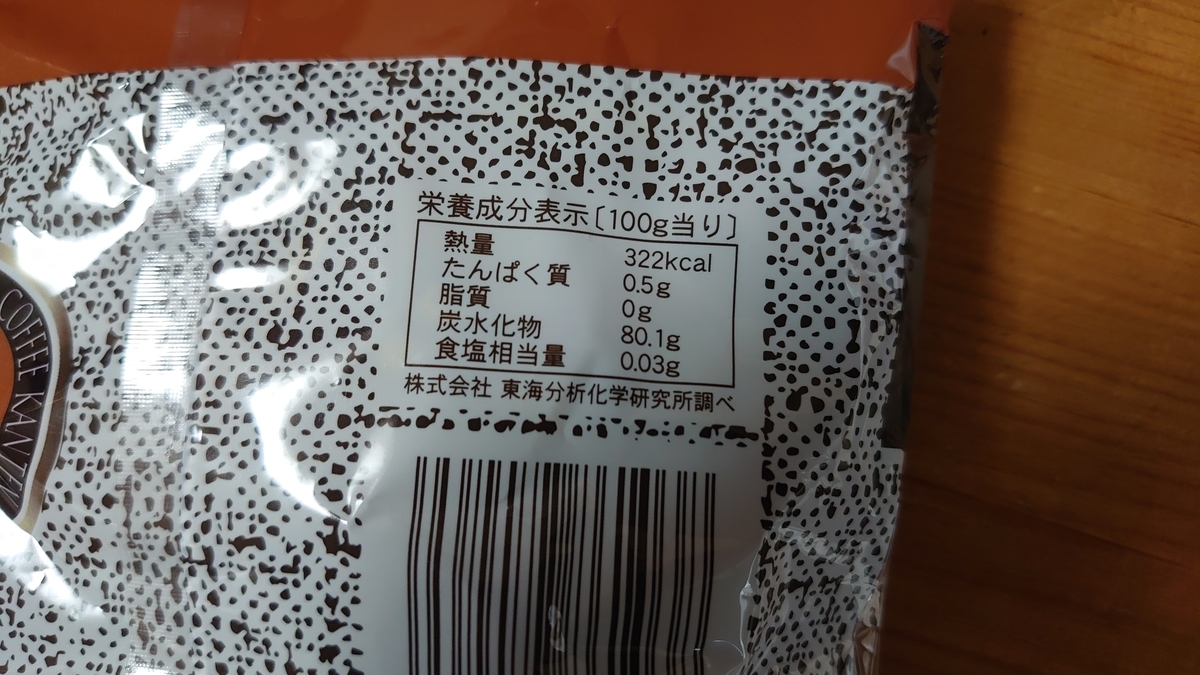 栄養成分表示〔100g当り〕
熱量 322kcal
たんぱく質 0.5g
脂質 0g
炭水化物 80.1g
食塩相当量 0.03g
株式会社 東海分析化学研究所調べ
COFFEE KANTEN